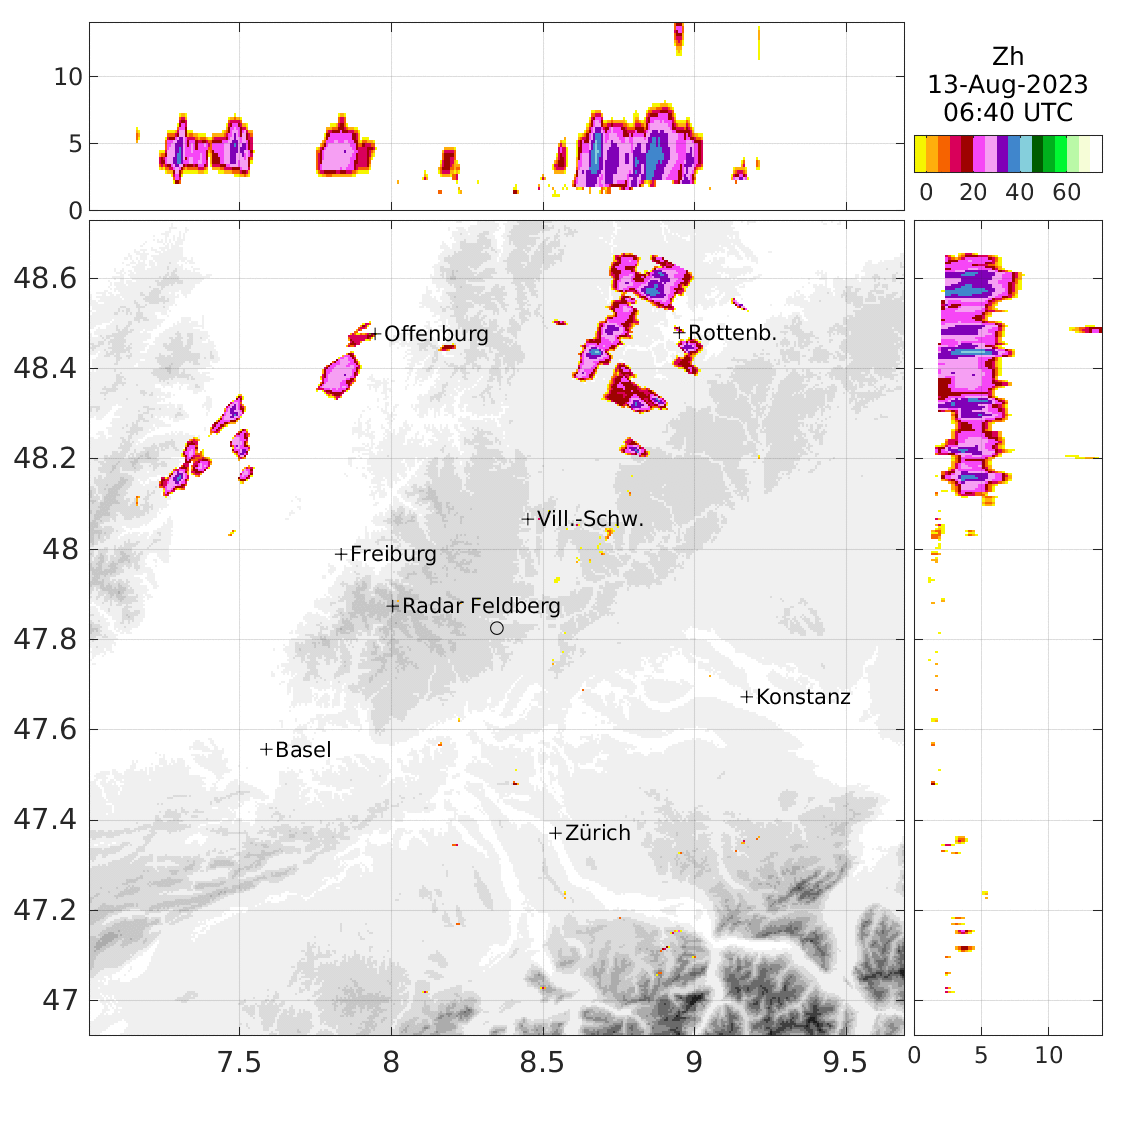 Zh
13-Aug-2023
06:40 UTC
10
5
0
0 20 40 60
48.6
48.4
48.2
48
47.8
47.6
47.4
47.2
47
Offenburg
Rottenb.
Vill.-Schw.
Freiburg
Radar Feldberg
Konstanz
Basel
Zürich
7.5 8 8.5 9 9.5
0 5 10